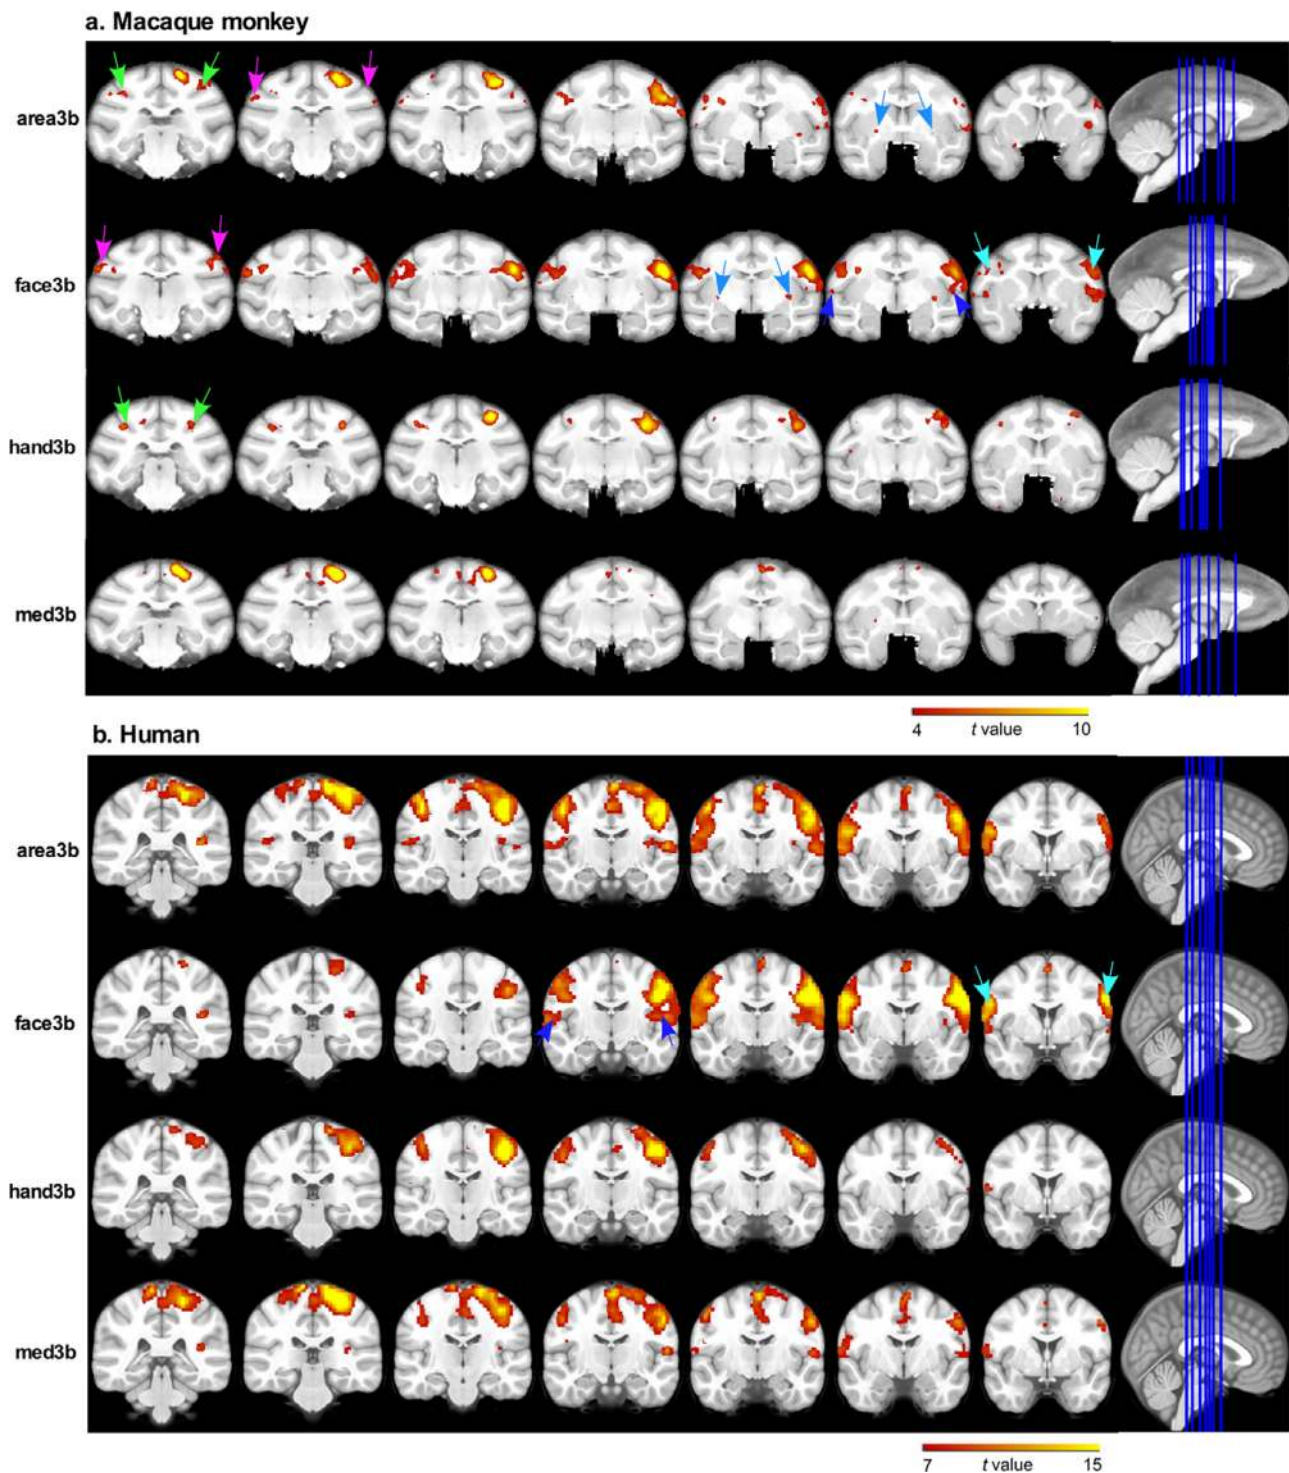 a. Macaque monkey
area3b
face3b
hand3b
med3b
4 t value 10
b. Human
area3b
face3b
hand3b
med3b
7 t value 15